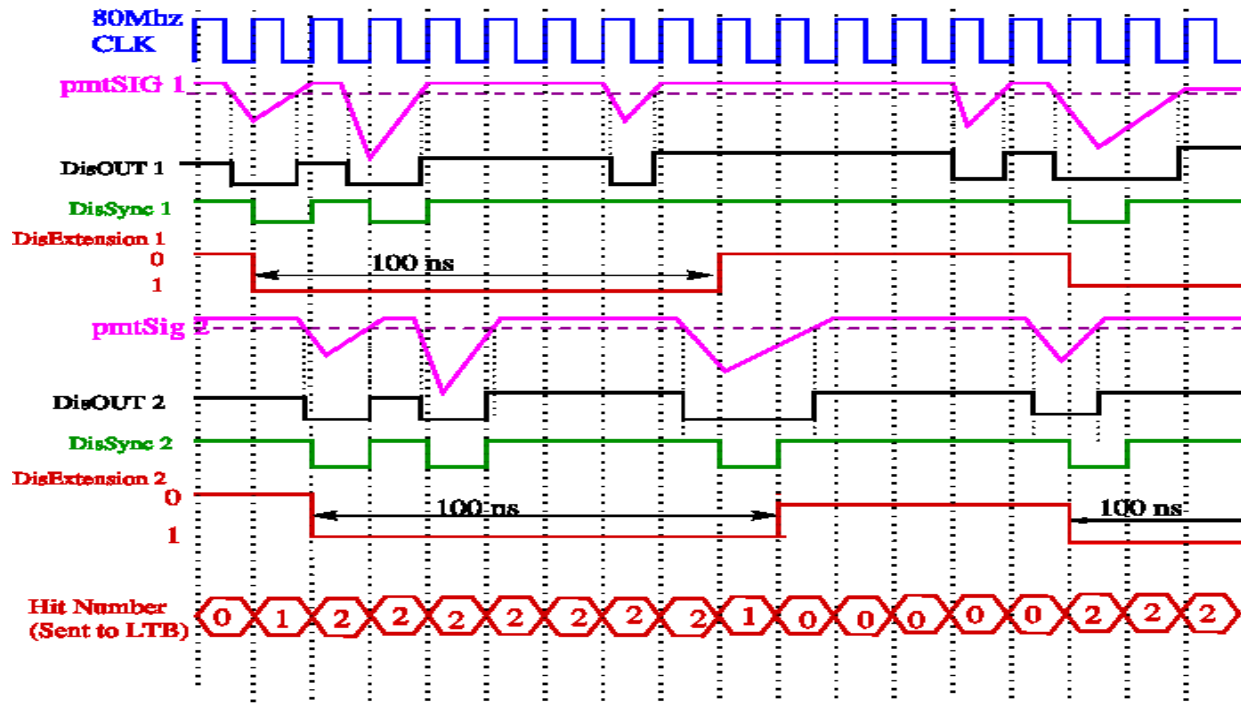 80Mhz
CLK
pmtSIG 1
DisOUT 1
DisSync 1
DisExtension 1
0
100 ns
1
pmtSig 2
DisOUT 2
DisSync 2
DisExtension 2
0
100 ns
100 ns
1
Hit Number
(Sent to LTB)
0 1 2 2 2 2 2 2 2 1 0 0 0 0 0 2 2 2